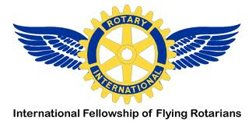 ROTARY
INTERNATIONAL
International Fellowship of Flying Rotarians